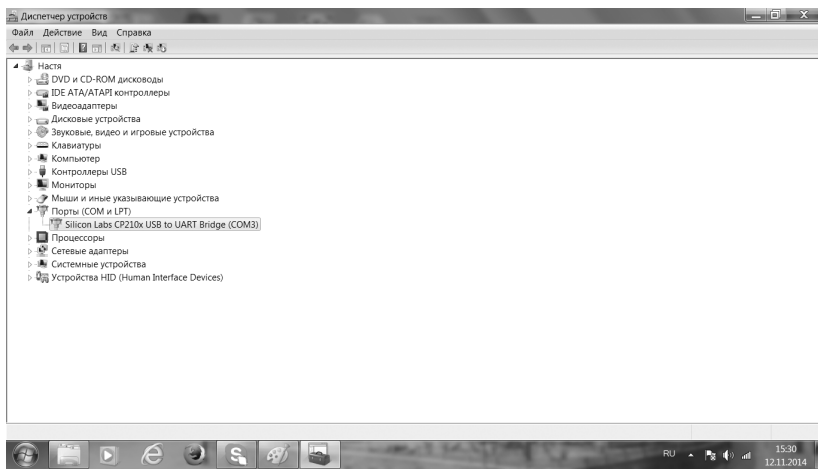 Диспетчер устройств
Файл Действие Вид Справка
Настя
DVD и CD-ROM дисководы
IDE ATA/ATAPI контроллеры
Видеоадаптеры
Дисковые устройства
Звуковые, видео и игровые устройства
Клавиатуры
Компьютер
Контроллеры USB
Мониторы
Мыши и иные указывающие устройства
Порты (COM и LPT)
Silicon Labs CP210x USB to UART Bridge (COM3)
Процессоры
Сетевые адаптеры
Системные устройства
Устройства HID (Human Interface Devices)
RU 15:30
12.11.2014